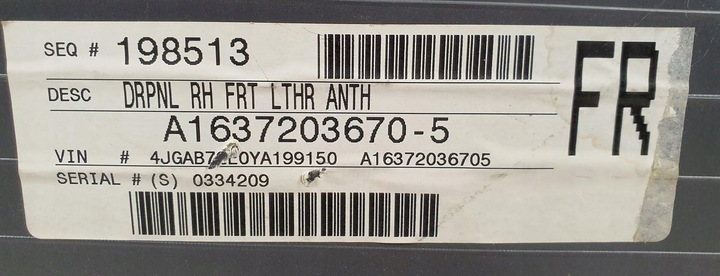 SEQ # 198513
FR
DESC DRPNL RH FRT LTHR ANTH
A1637203670-5
VIN # A16372036705
SERIAL # (S) 0334209